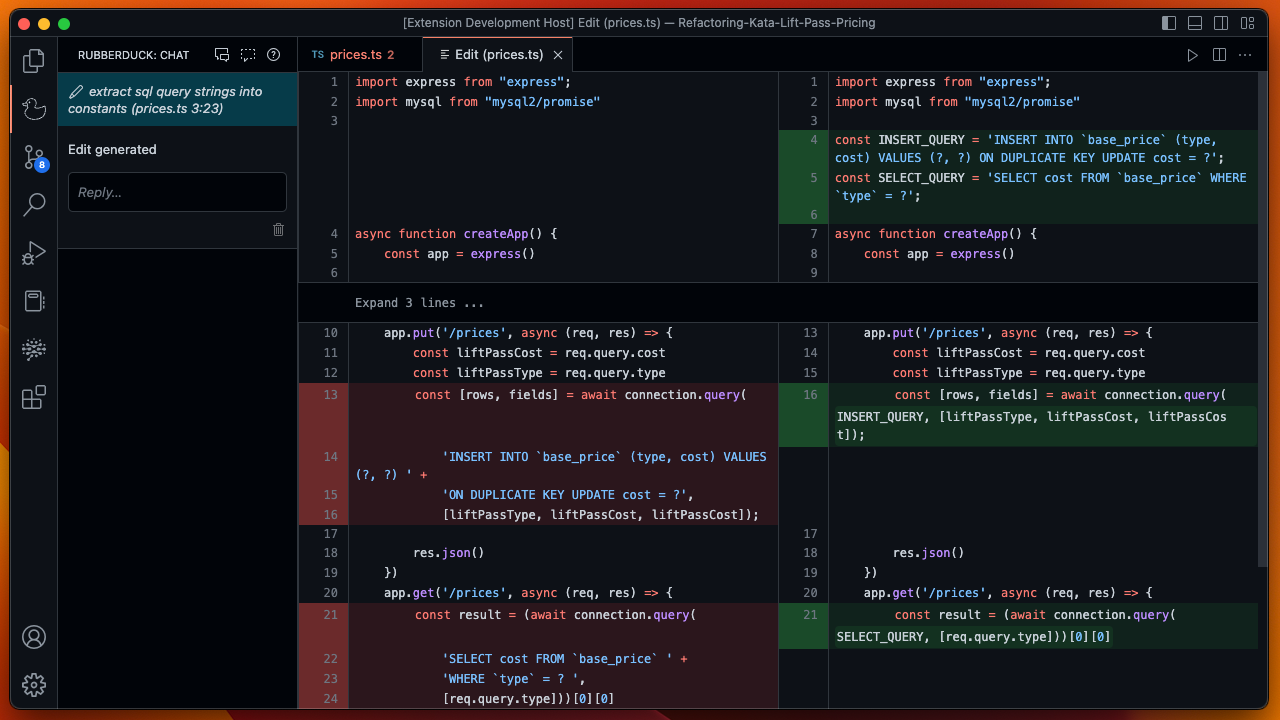 [Extension Development Host] Edit (prices.ts) — Refactoring-Kata-Lift-Pass-Pricing
RUBBERDUCK: CHAT
extract sql query strings into
constants (prices.ts 3:23)
Edit generated
Reply...
8
TS prices.ts 2
Edit (prices.ts)
1 import express from "express";
2 import mysql from "mysql2/promise"
3
4 async function createApp() {
5 const app = express()
6
Expand 3 lines ...
10 app.put('/prices', async (req, res) => {
11 const liftPassCost = req.query.cost
12 const liftPassType = req.query.type
13 const [rows, fields] = await connection.query(
14 'INSERT INTO `base_price` (type, cost) VALUES
(?, ?) ' +
15 'ON DUPLICATE KEY UPDATE cost = ?',
16 [liftPassType, liftPassCost, liftPassCost]);
17
18 res.json()
19 })
20 app.get('/prices', async (req, res) => {
21 const result = (await connection.query(
22 'SELECT cost FROM `base_price` ' +
23 'WHERE `type` = ? ',
24 [req.query.type]))[0][0]
1 import express from "express";
2 import mysql from "mysql2/promise"
3
4 const INSERT_QUERY = 'INSERT INTO `base_price` (type,
cost) VALUES (?, ?) ON DUPLICATE KEY UPDATE cost = ?';
5 const SELECT_QUERY = 'SELECT cost FROM `base_price` WHERE
`type` = ?';
6
7 async function createApp() {
8 const app = express()
9
13 app.put('/prices', async (req, res) => {
14 const liftPassCost = req.query.cost
15 const liftPassType = req.query.type
16 const [rows, fields] = await connection.query(
INSERT_QUERY, [liftPassType, liftPassCost, liftPassCos
t]);
17
18 res.json()
19 })
20 app.get('/prices', async (req, res) => {
21 const result = (await connection.query(
SELECT_QUERY, [req.query.type]))[0][0]